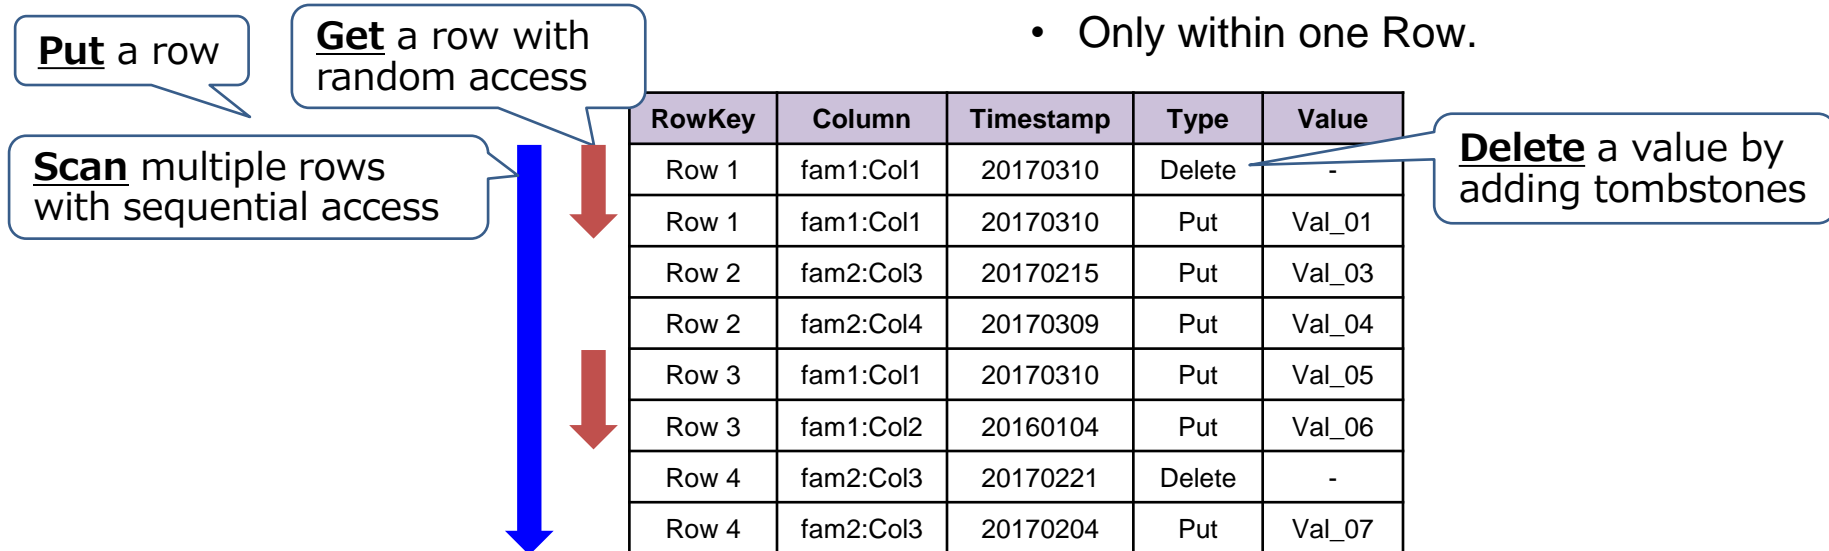 • Only within one Row.
Put a row
Get a row with
random access
Scan multiple rows
with sequential access
RowKey Column Timestamp Type Value
Row 1 fam1:Col1 20170310 Delete -
Row 1 fam1:Col1 20170310 Put Val_01
Row 2 fam2:Col3 20170215 Put Val_03
Row 2 fam2:Col4 20170309 Put Val_04
Row 3 fam1:Col1 20170310 Put Val_05
Row 3 fam1:Col2 20160104 Put Val_06
Row 4 fam2:Col3 20170221 Delete -
Row 4 fam2:Col3 20170204 Put Val_07
Delete a value by
adding tombstones